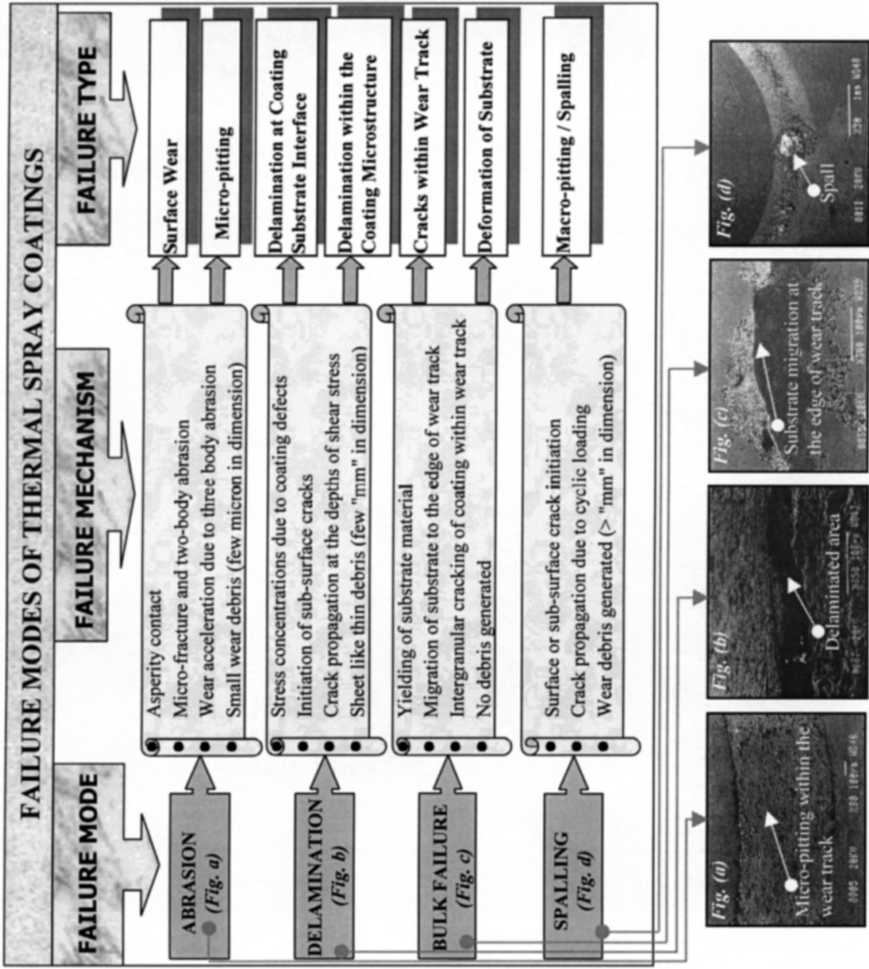 FAILURE MODES OF THERMAL SPRAY COATINGS
FAILURE MODE
FAILURE MECHANISM
FAILURE TYPE
ABRASION
(Fig. a)
Asperity contact
Micro-fracture and two-body abrasion
Wear acceleration due to three body abrasion
Small wear debris (few micron in dimension)
Surface Wear
Micro-pitting
DELAMINATION
(Fig. b)
Stress concentrations due to coating defects
Initiation of sub-surface cracks
Crack propagation at the depths of shear stress
Sheet like thin debris (few "mm" in dimension)
Delamination at Coating
Substrate Interface
Delamination within the
Coating Microstructure
BULK FAILURE
(Fig. c)
Yielding of substrate material
Migration of substrate to the edge of wear track
Intergranular cracking of coating within wear track
No debris generated
Cracks within Wear Track
Deformation of Substrate
SPALLING
(Fig. d)
Surface or sub-surface crack initiation
Crack propagation due to cyclic loading
Wear debris generated (> "mm" in dimension)
Macro-pitting / Spalling
Fig. (a)
Micro-pitting within the
wear track
Fig. (b)
Delaminated area
Fig. (c)
Substrate migration at
the edge of wear track
Fig. (d)
Spall